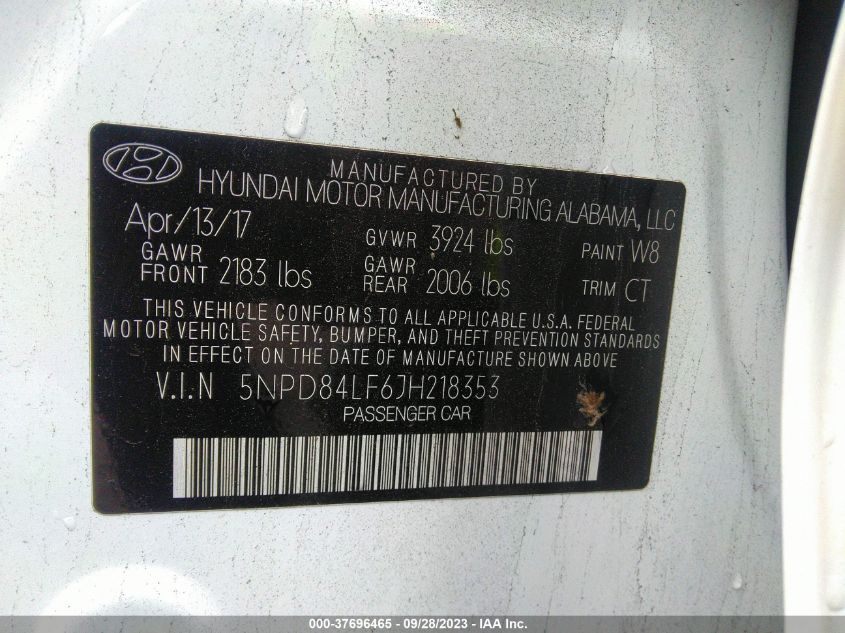 MANUFACTURED BY
HYUNDAI MOTOR MANUFACTURING ALABAMA, LLC
Apr/13/17 GVWR 3924 lbs PAINT W8
GAWR FRONT 2183 lbs GAWR REAR 2006 lbs TRIM CT
THIS VEHICLE CONFORMS TO ALL APPLICABLE U.S.A. FEDERAL
MOTOR VEHICLE SAFETY, BUMPER, AND THEFT PREVENTION STANDARDS
IN EFFECT ON THE DATE OF MANUFACTURE SHOWN ABOVE
V.I.N 5NPD84LF6JH218353
PASSENGER CAR
000-37696465 - 09/28/2023 - IAA Inc.